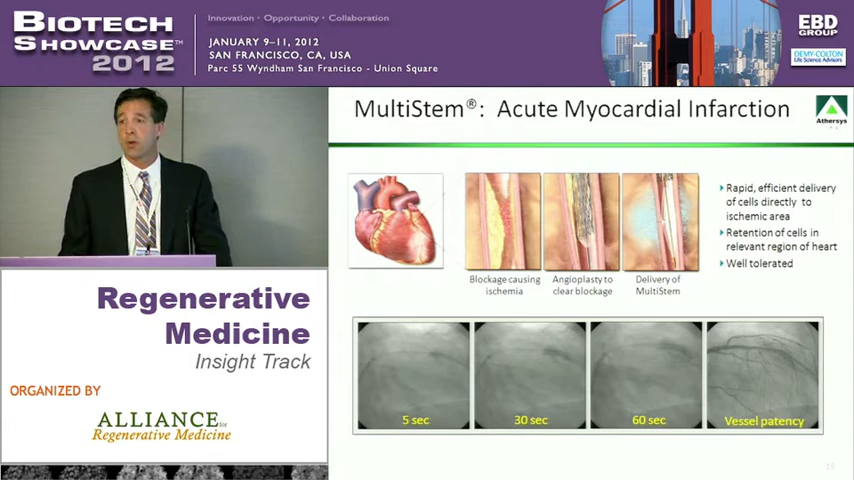 BIOTECH
SHOWCASE™
2012
Innovation · Opportunity · Collaboration
JANUARY 9–11, 2012
SAN FRANCISCO, CA, USA
Parc 55 Wyndham San Francisco - Union Square
EBD
GROUP
DEMY-COLTON
Life Science Advisors
MultiStem®: Acute Myocardial Infarction
Athersys
Blockage causing
ischemia
Angioplasty to
clear blockage
Delivery of
MultiStem
Rapid, efficient delivery
of cells directly to
ischemic area
Retention of cells in
relevant region of heart
Well tolerated
5 sec
30 sec
60 sec
Vessel patency
15
Regenerative
Medicine
Insight Track
ORGANIZED BY
ALLIANCE for
Regenerative Medicine